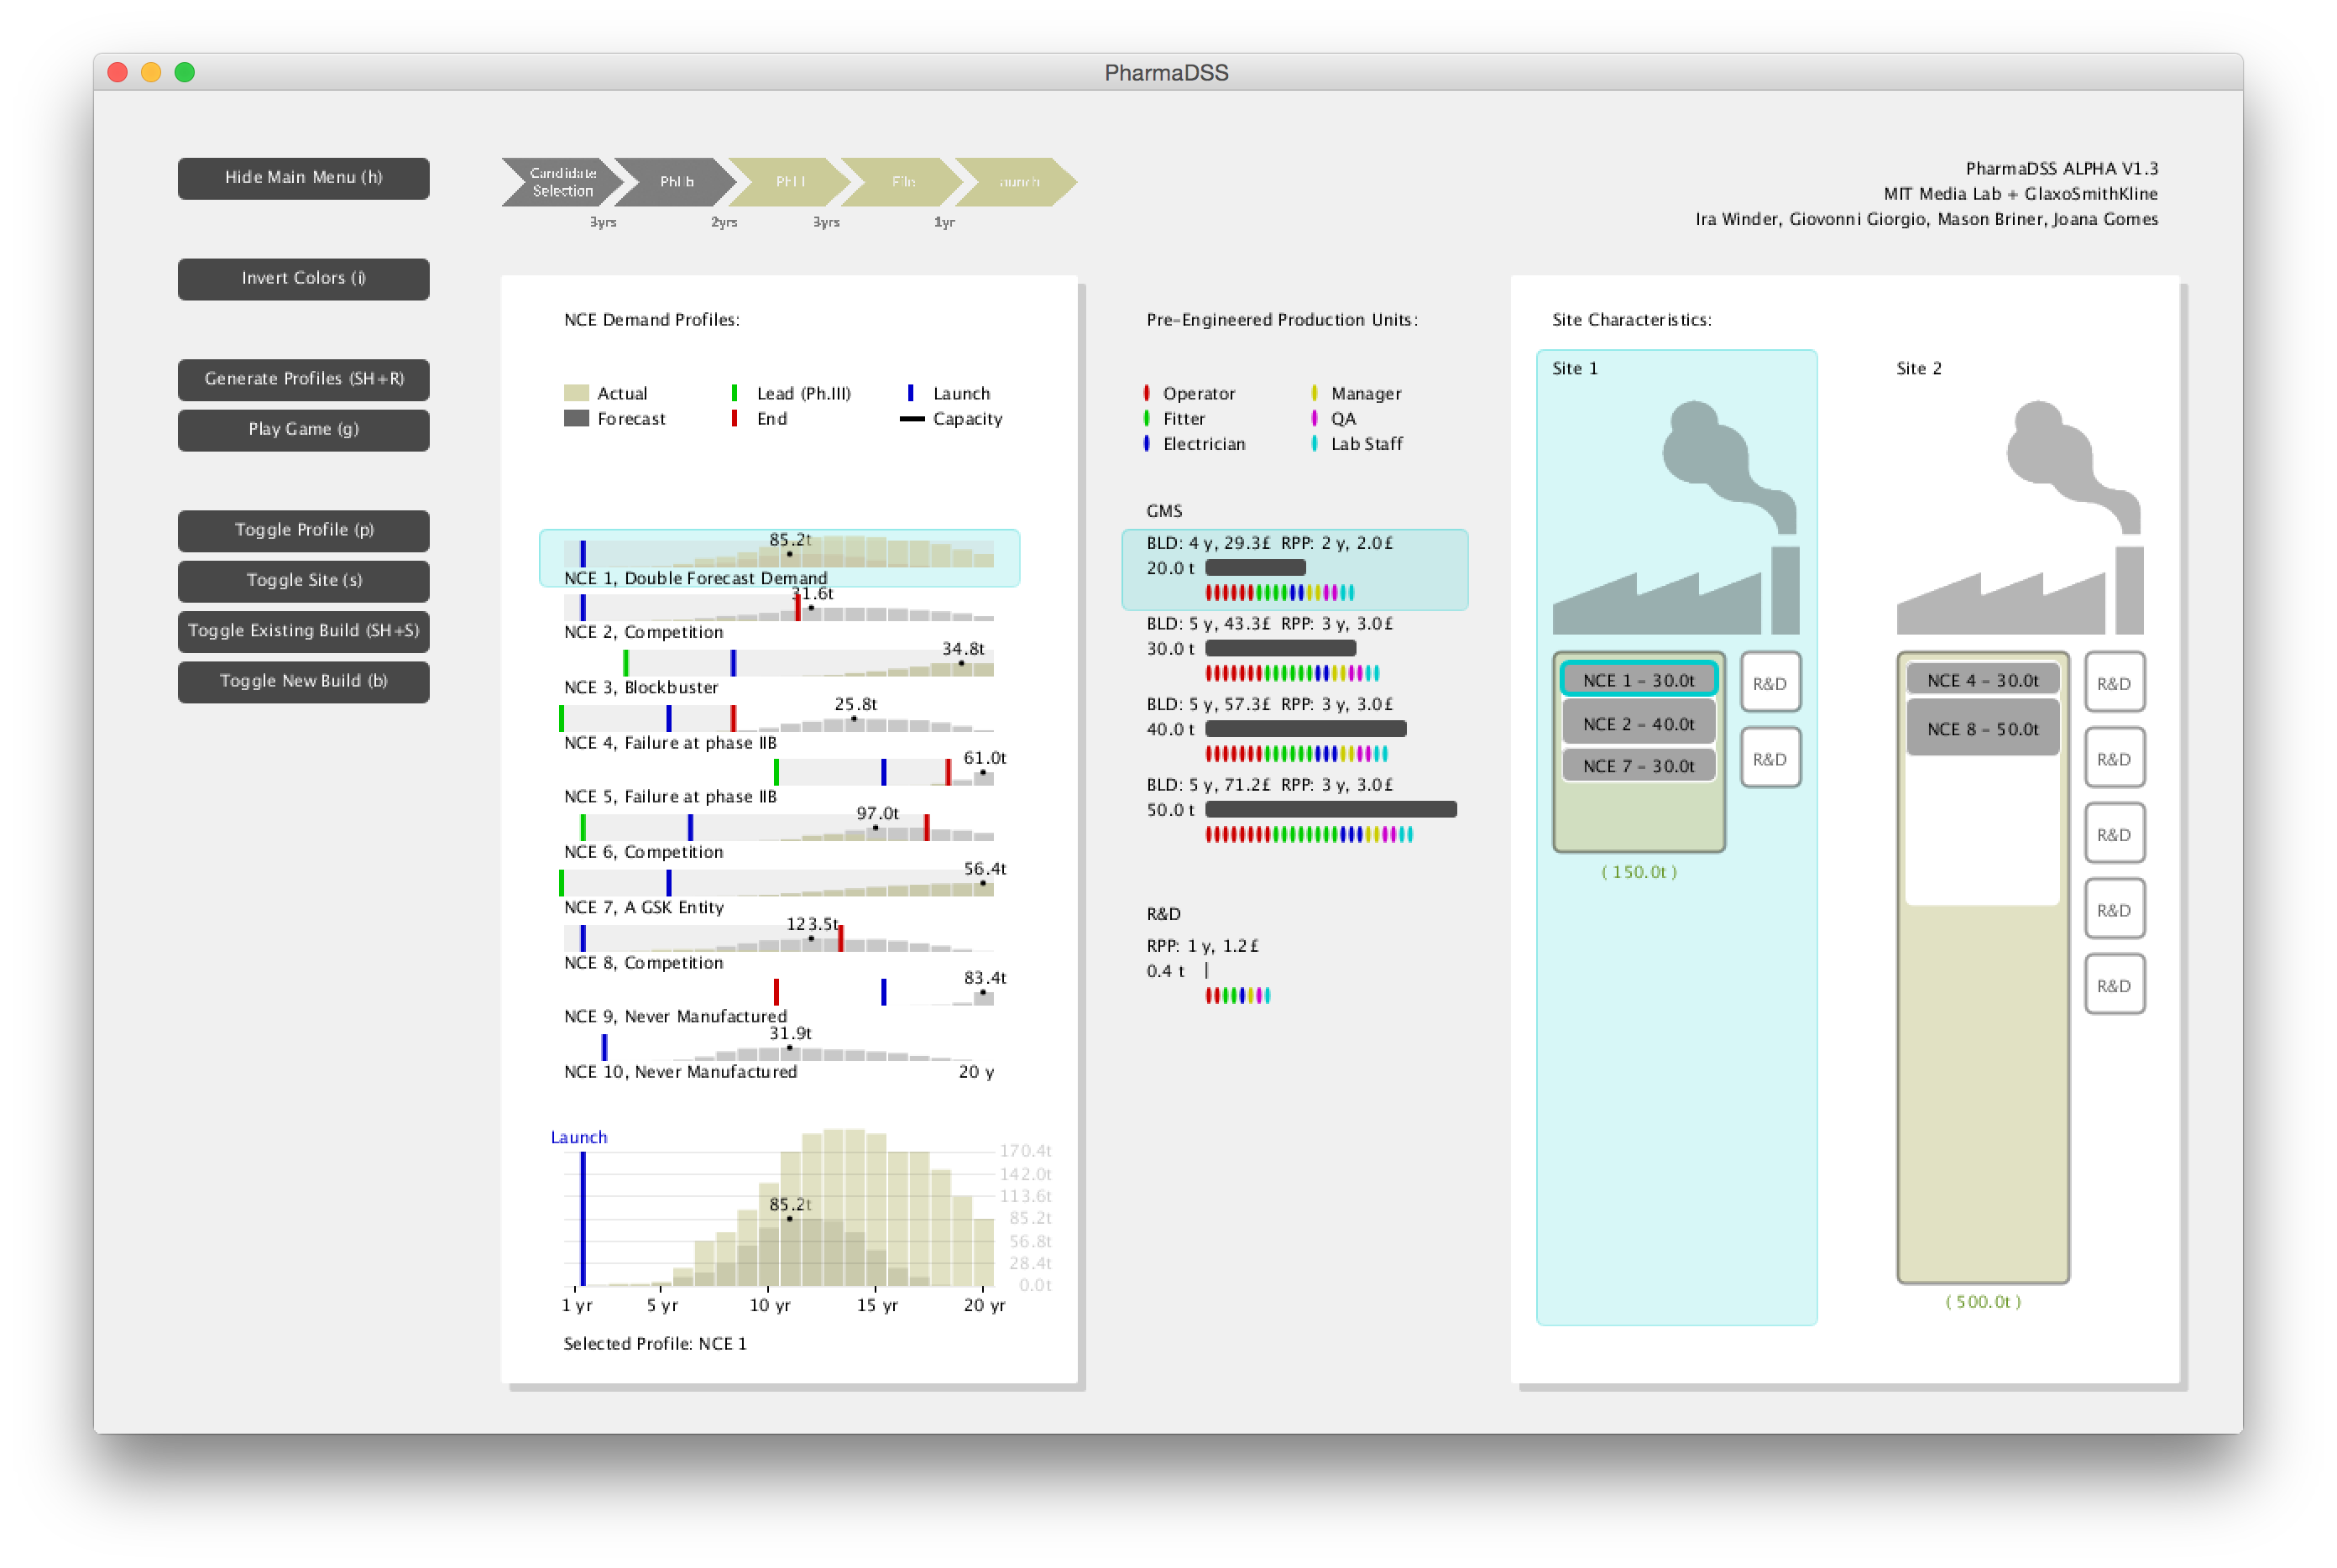 PharmaDSS
Hide Main Menu (h)
Invert Colors (i)
Generate Profiles (SH+R)
Play Game (g)
Toggle Profile (p)
Toggle Site (s)
Toggle Existing Build (SH+S)
Toggle New Build (b)
Candidate
Selection
3yrs
2yrs
File
3yrs
1yr
PharmaDSS ALPHA V1.3
MIT Media Lab + GlaxoSmithKline
Ira Winder, Giovonni Giorgio, Mason Briner, Joana Gomes
NCE Demand Profiles:
Actual
Lead (Ph.III)
Launch
Forecast
End
Capacity
85.2t
NCE 1, Double Forecast Demand
31.6t
NCE 2, Competition
34.8t
NCE 3, Blockbuster
25.8t
NCE 4, Failure at phase IIB
61.0t
NCE 5, Failure at phase IIB
97.0t
NCE 6, Competition
56.4t
NCE 7, A GSK Entity
123.5t
NCE 8, Competition
83.4t
NCE 9, Never Manufactured
31.9t
NCE 10, Never Manufactured
20 y
Launch
170.4t
142.0t
113.6t
85.2t
85.2t
56.8t
28.4t
0.0t
1 yr
5 yr
10 yr
15 yr
20 yr
Selected Profile: NCE 1
Pre-Engineered Production Units:
Operator
Manager
Fitter
QA
Electrician
Lab Staff
GMS
BLD: 4 y, 29.3£ RPP: 2 y, 2.0£
20.0 t
BLD: 5 y, 43.3£ RPP: 3 y, 3.0£
30.0 t
BLD: 5 y, 57.3£ RPP: 3 y, 3.0£
40.0 t
BLD: 5 y, 71.2£ RPP: 3 y, 3.0£
50.0 t
R&D
RPP: 1 y, 1.2£
0.4 t
Site Characteristics:
Site 1
NCE 1 - 30.0t
NCE 2 - 40.0t
NCE 7 - 30.0t
R&D
R&D
( 150.0t )
Site 2
NCE 4 - 30.0t
NCE 8 - 50.0t
R&D
R&D
R&D
R&D
R&D
( 500.0t )